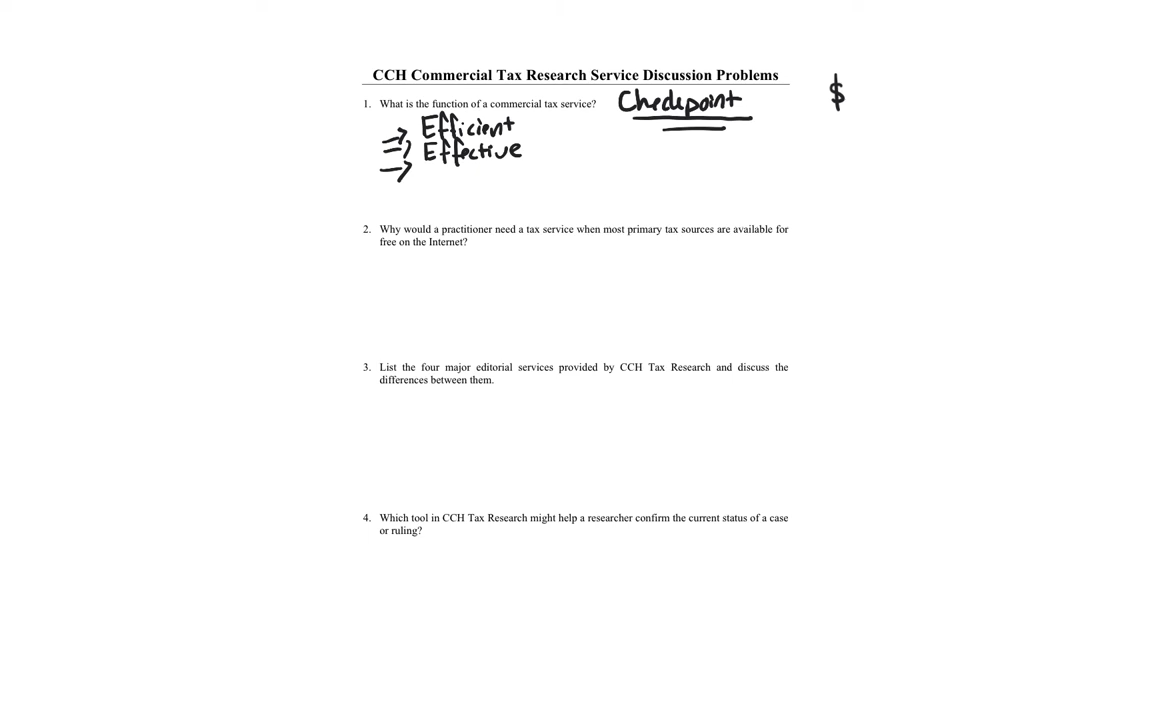 CCH Commercial Tax Research Service Discussion Problems
$
1. What is the function of a commercial tax service? Checkpoint
⇒ Efficient
⇒ Effective
→
2. Why would a practitioner need a tax service when most primary tax sources are available for
free on the Internet?
3. List the four major editorial services provided by CCH Tax Research and discuss the
differences between them.
4. Which tool in CCH Tax Research might help a researcher confirm the current status of a case
or ruling?